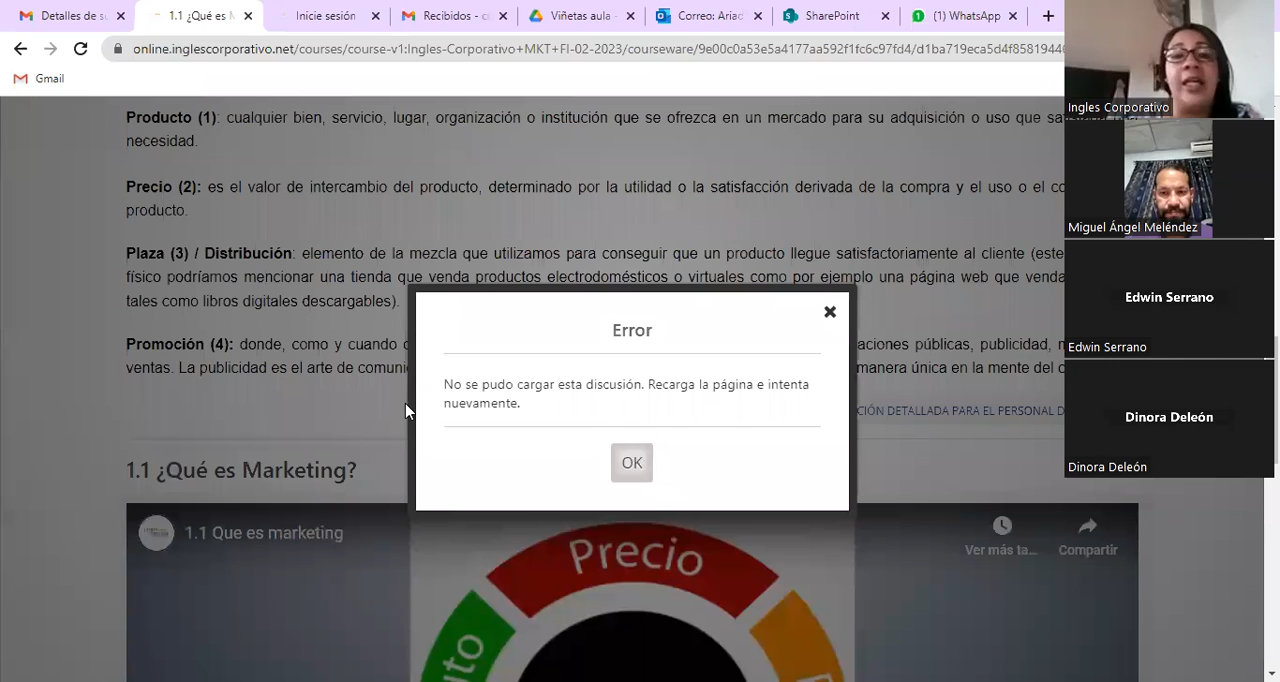 Detalles de su
1.1 ¿Qué es M
Inicie sesión
Recibidos - c
Viñetas aula -
Correo: Ariad
SharePoint
(1) WhatsApp
online.inglescorporativo.net/courses/course-v1:Ingles-Corporativo+MKT+FI-02-2023/courseware/9e00c0a53e5a4177aa592f1fc6c97fd4/d1ba719eca5d4f85819440
Gmail
Producto (1): cualquier bien, servicio, lugar, organización o institución que se ofrezca en un mercado para su adquisición o uso que
necesidad.
Precio (2): es el valor de intercambio del producto, determinado por la utilidad o la satisfacción derivada de la compra y el uso o el
producto.
Plaza (3) / Distribución: elemento de la mezcla que utilizamos para conseguir que un producto llegue satisfactoriamente al cliente (este
físico podríamos mencionar una tienda que venda productos electrodomésticos o virtuales como por ejemplo una página web que venda
tales como libros digitales descargables).
Promoción (4): donde, como y cuando aciones públicas, publicidad,
ventas. La publicidad es el arte de comuni manera única en la mente del
CIÓN DETALLADA PARA EL PERSONAL D
Error
No se pudo cargar esta discusión. Recarga la página e intenta
nuevamente.
OK
1.1 ¿Qué es Marketing?
1.1 Que es marketing
Ver más ta...
Compartir
Precio
Ingles Corporativo
Miguel Ángel Meléndez
Edwin Serrano
Edwin Serrano
Dinora Deleón
Dinora Deleón